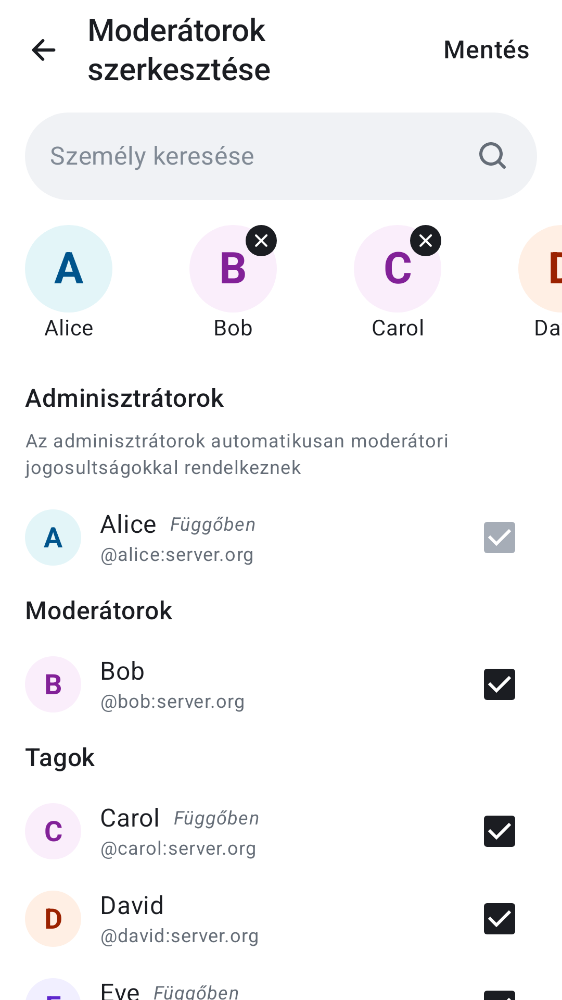 Moderátorok
szerkesztése
Mentés
Személy keresése
A
B
C
Alice
Bob
Carol
Da
Adminisztrátorok
Az adminisztrátorok automatikusan moderátori
jogosultságokkal rendelkeznek
A
Alice Függőben
@alice:server.org
Moderátorok
B
Bob
@bob:server.org
Tagok
C
Carol Függőben
@carol:server.org
D
David
@david:server.org
Eve Függőben